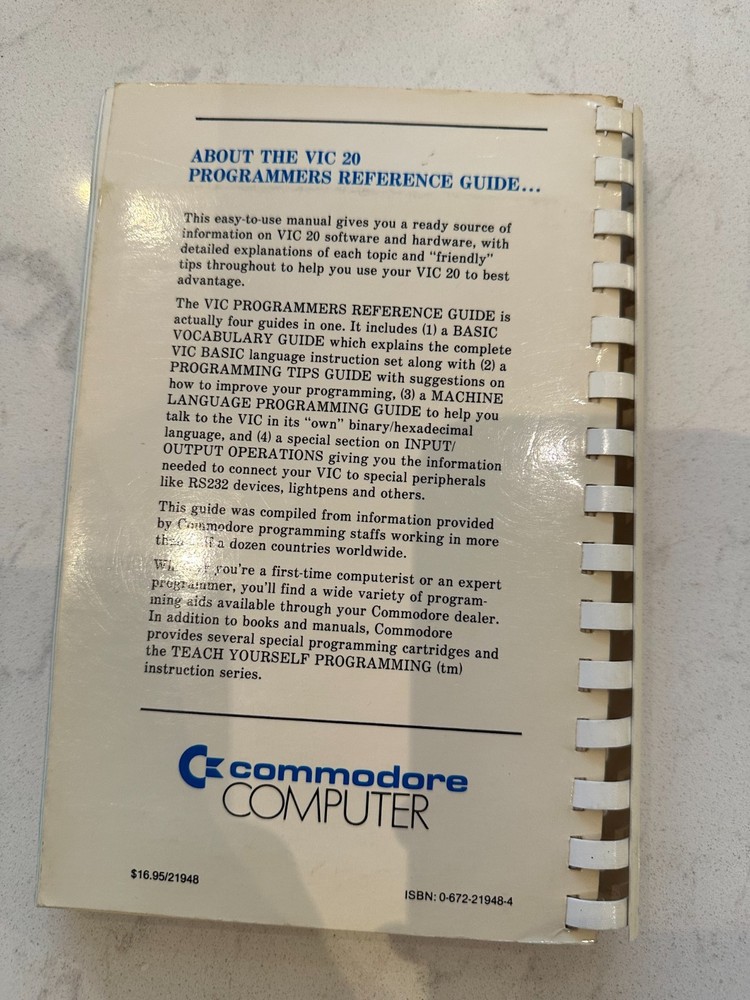 ABOUT THE VIC 20
PROGRAMMERS REFERENCE GUIDE...
This easy-to-use manual gives you a ready source of
information on VIC 20 software and hardware, with
detailed explanations of each topic and "friendly"
tips throughout to help you use your VIC 20 to best
advantage.
The VIC PROGRAMMERS REFERENCE GUIDE is
actually four guides in one. It includes (1) a BASIC
VOCABULARY GUIDE which explains the complete
VIC BASIC language instruction set along with (2) a
PROGRAMMING TIPS GUIDE with suggestions on
how to improve your programming, (3) a MACHINE
LANGUAGE PROGRAMMING GUIDE to help you
talk to the VIC in its "own" binary/hexadecimal
language, and (4) a special section on INPUT/
OUTPUT OPERATIONS giving you the information
needed to connect your VIC to special peripherals
like RS232 devices, lightpens and others.
This guide was compiled from information provided
by Commodore programming staffs working in more
a dozen countries worldwide.
you're a first-time computerist or an expert
programmer, you'll find a wide variety of program-
ming aids available through your Commodore dealer.
In addition to books and manuals, Commodore
provides several special programming cartridges and
the TEACH YOURSELF PROGRAMMING (tm)
instruction series.
commodore
COMPUTER
$16.95/21948
ISBN: 0-672-21948-4